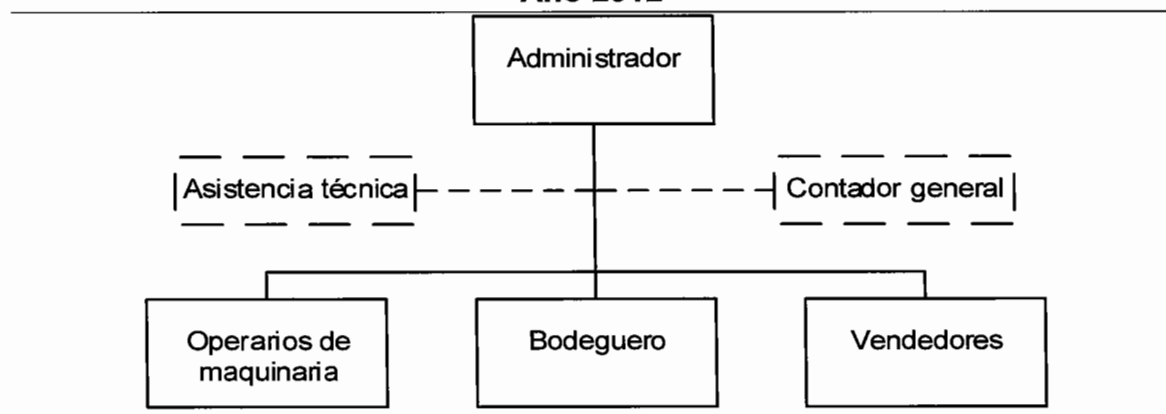 Administrador
Asistencia técnica
Contador general
Operarios de
maquinaria
Bodeguero
Vendedores